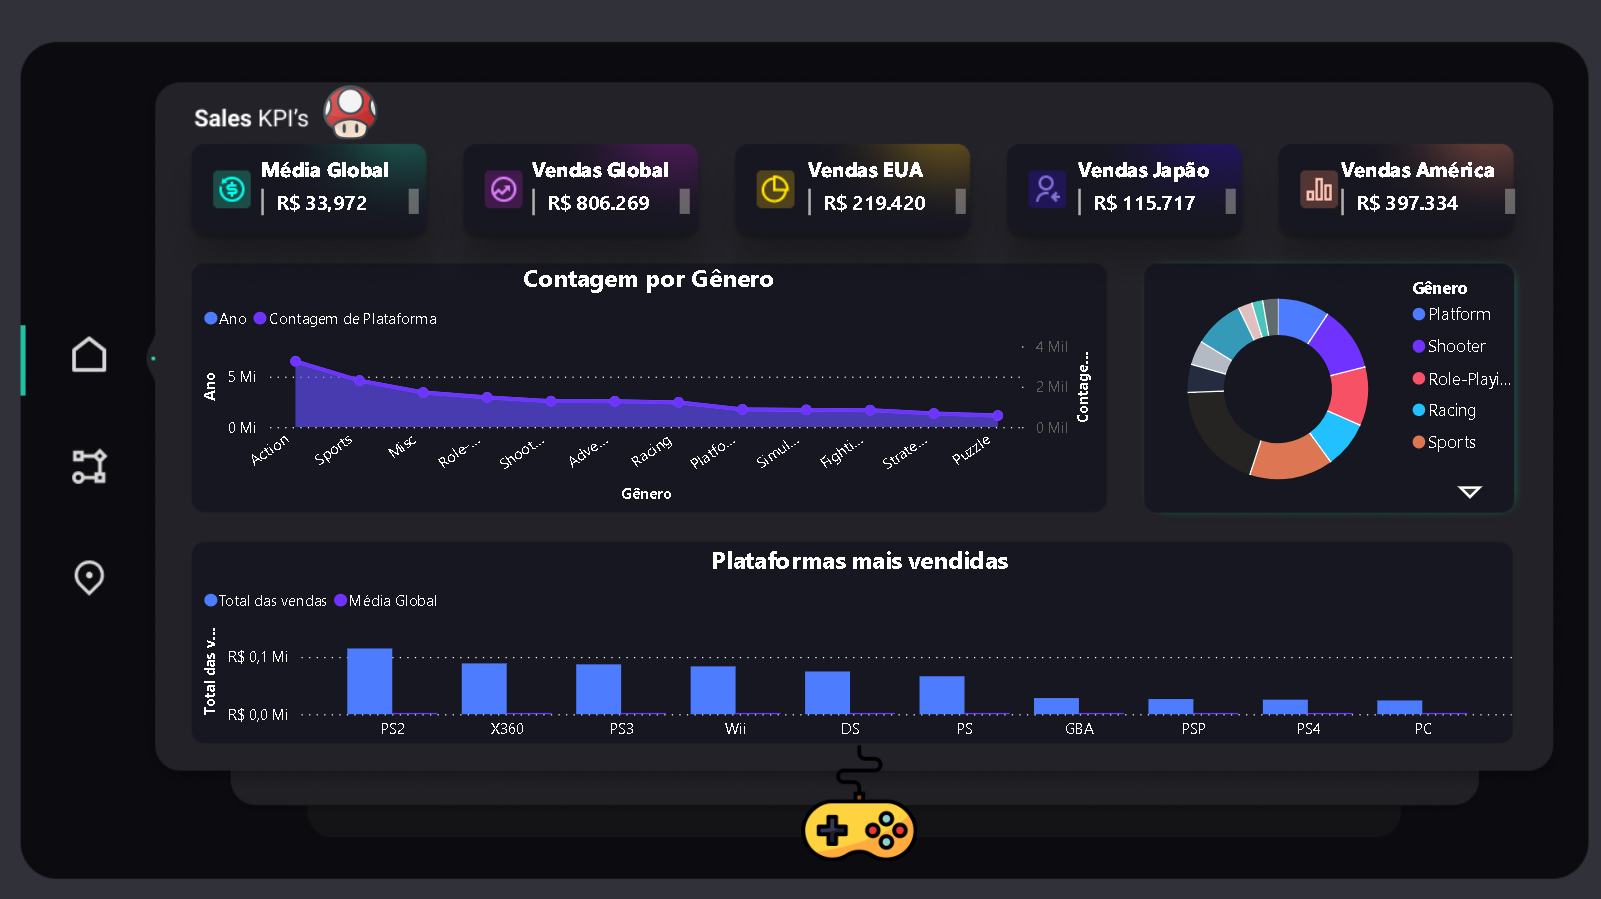 Sales KPI's
Média Global
R$ 33,972
Vendas Global
R$ 806.269
Vendas EUA
R$ 219.420
Vendas Japão
R$ 115.717
Vendas América
R$ 397.334
Contagem por Gênero
Ano Contagem de Plataforma
Ano
5 Mi
0 Mi
4 Mil
2 Mil
0 Mil
Contage...
Action Sports Misc Role-... Shoot... Adve... Racing Platfo... Simul... Fighti... Strate... Puzzle
Gênero
Gênero
Platform
Shooter
Role-Playi...
Racing
Sports
Plataformas mais vendidas
Total das vendas Média Global
Total das v...
R$ 0,1 Mi
R$ 0,0 Mi
PS2 X360 PS3 Wii DS PS GBA PSP PS4 PC